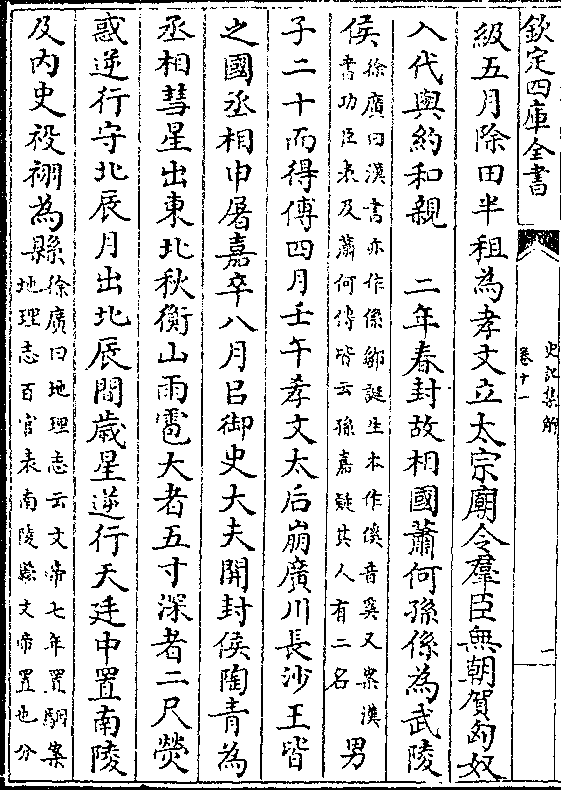 欽定四庫全書
史記集解
卷十一
二
級五月除田半租為孝文立太宗廟令羣臣無朝賀匈奴
入代與約和親　二年春封故相國蕭何孫係為武陵
侯徐廣曰漢書亦作係鄒誕生本作傒音奚又案漢書功臣表及蕭何傳皆云孫嘉疑其人有二名男
子二十而得傅四月壬午孝文太后崩廣川長沙王皆
之國丞相申屠嘉卒八月㠯御史大夫開封侯陶青為
丞相彗星出東北秋衡山雨雹大者五寸深者二尺熒
惑逆行守北辰月出北辰間歲星逆行天廷中置南陵
及內史祋祤為縣徐廣曰地理志云文帝七年置駰案地理志百官表南陵縣文帝置也分